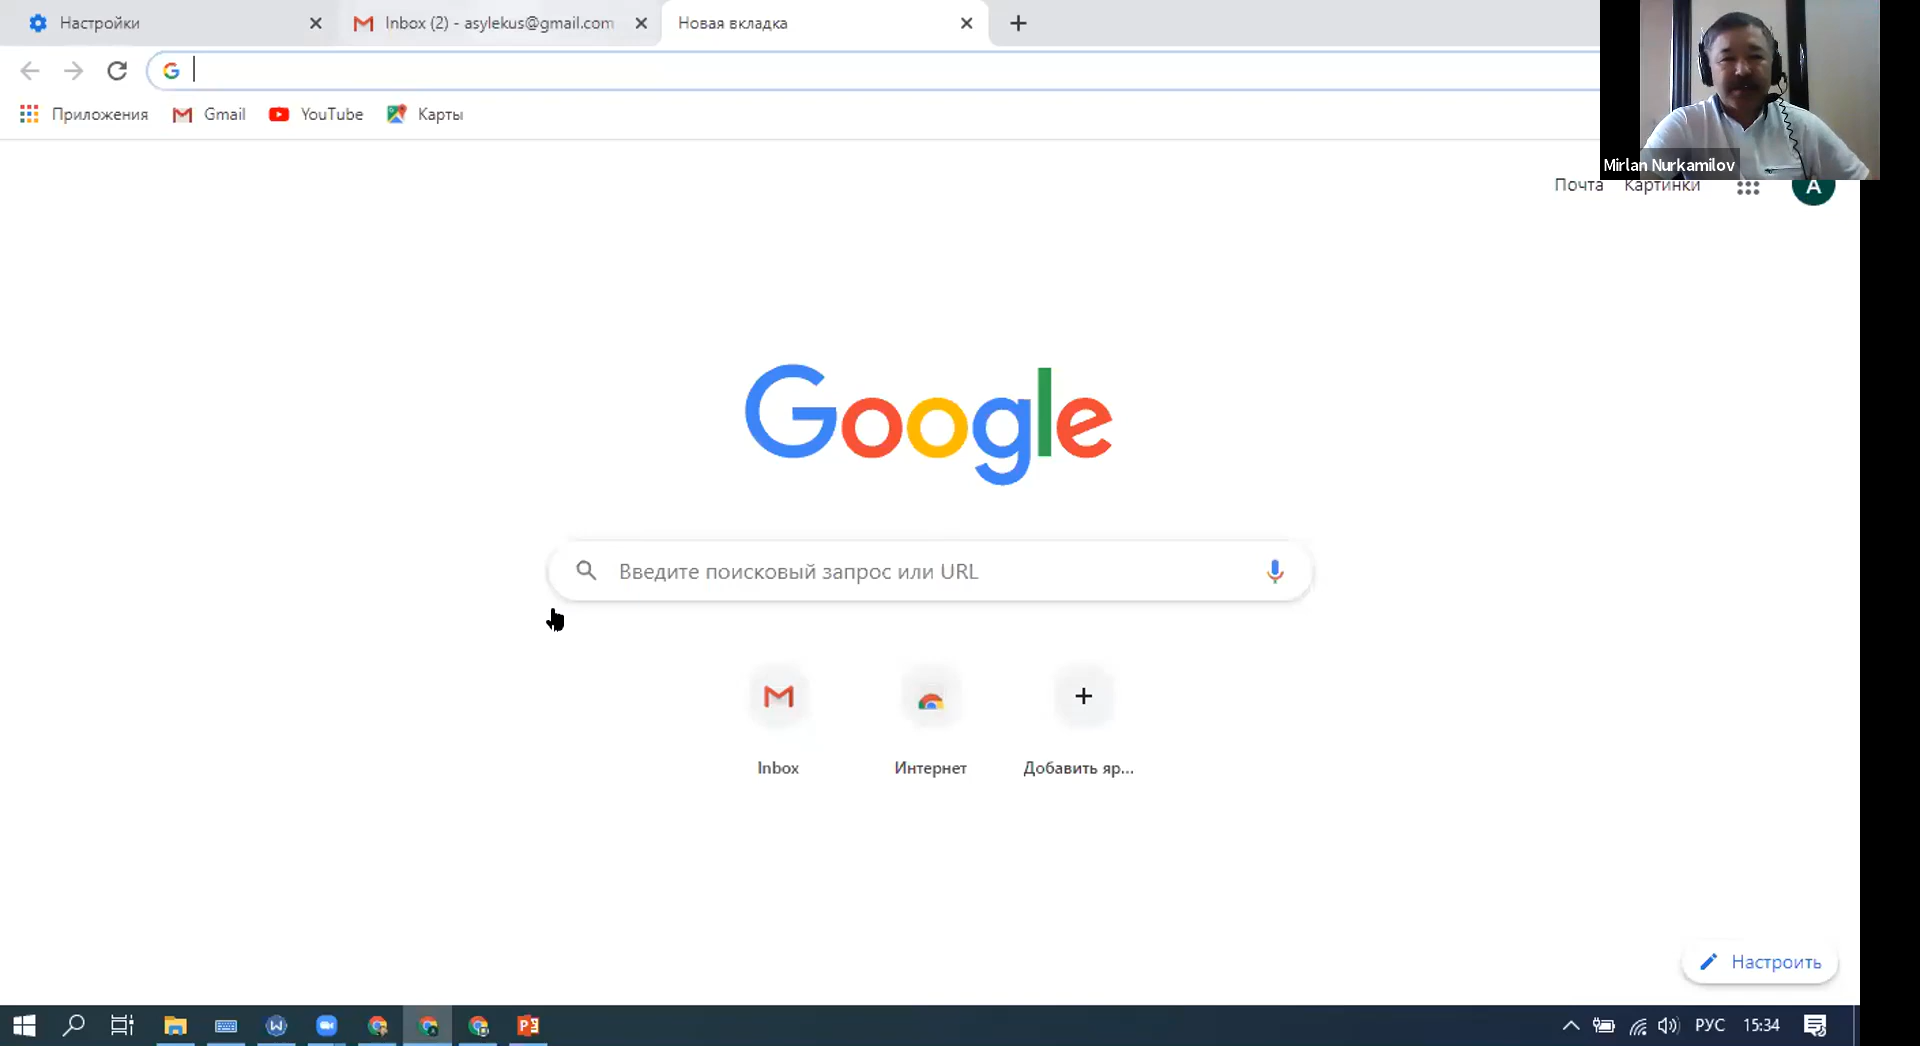 Настройки
Inbox (2) - asylekus@gmail.com
Новая вкладка
Приложения
Gmail
YouTube
Карты
Mirlan Nurkamilov
Почта
Картинки
A
Google
Введите поисковый запрос или URL
Inbox
Интернет
Добавить яр...
Настроить
РУС
15:34